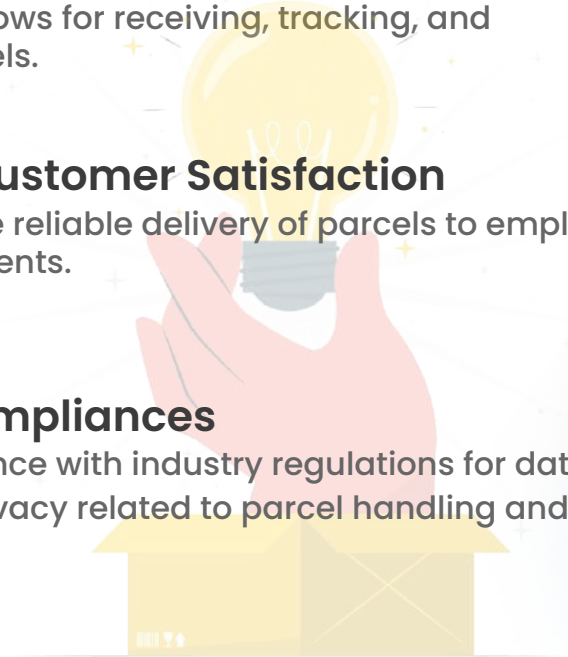 ows for receiving, tracking, and
els.
ustomer Satisfaction
e reliable delivery of parcels to empl
ents.
mpliances
nce with industry regulations for dat
vacy related to parcel handling and